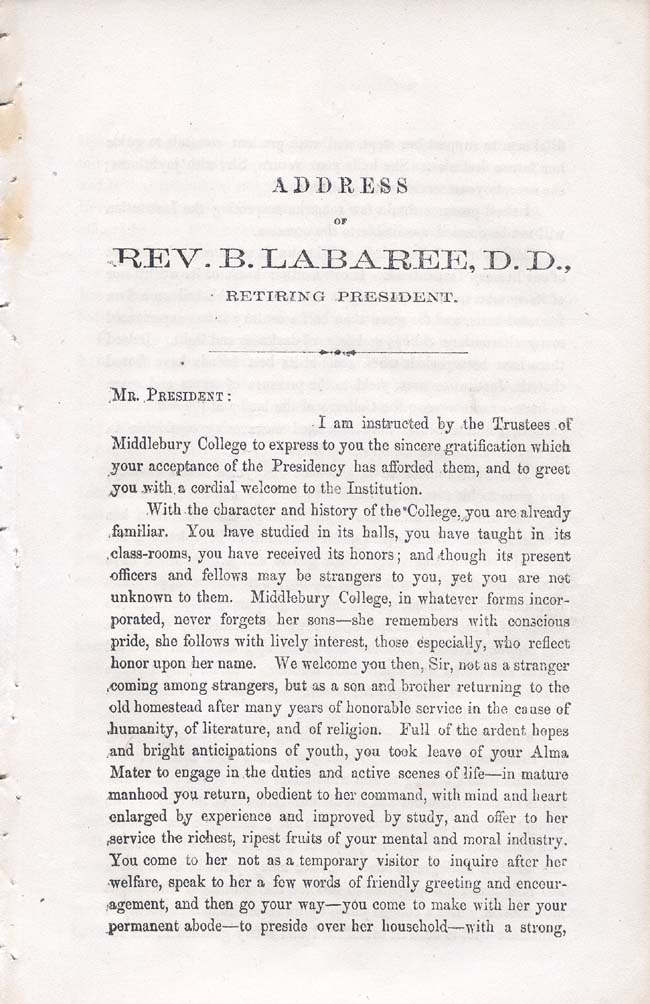 ADDRESS
OF
REV. B. LABAREE, D. D.,
RETIRING PRESIDENT.
MR. PRESIDENT:
I am instructed by the Trustees of
Middlebury College to express to you the sincere gratification which
your acceptance of the Presidency has afforded them, and to greet
you with a cordial welcome to the Institution.
With the character and history of the College, you are already
familiar. You have studied in its halls, you have taught in its
class-rooms, you have received its honors; and though its present
officers and fellows may be strangers to you, yet you are not
unknown to them. Middlebury College, in whatever forms incor-
porated, never forgets her sons—she remembers with conscious
pride, she follows with lively interest, those especially, who reflect
honor upon her name. We welcome you then, Sir, not as a stranger
coming among strangers, but as a son and brother returning to the
old homestead after many years of honorable service in the cause of
humanity, of literature, and of religion. Full of the ardent hopes
and bright anticipations of youth, you took leave of your Alma
Mater to engage in the duties and active scenes of life—in mature
manhood you return, obedient to her command, with mind and heart
enlarged by experience and improved by study, and offer to her
service the richest, ripest fruits of your mental and moral industry.
You come to her not as a temporary visitor to inquire after her
welfare, speak to her a few words of friendly greeting and encour-
agement, and then go your way—you come to make with her your
permanent abode—to preside over her household—with a strong,